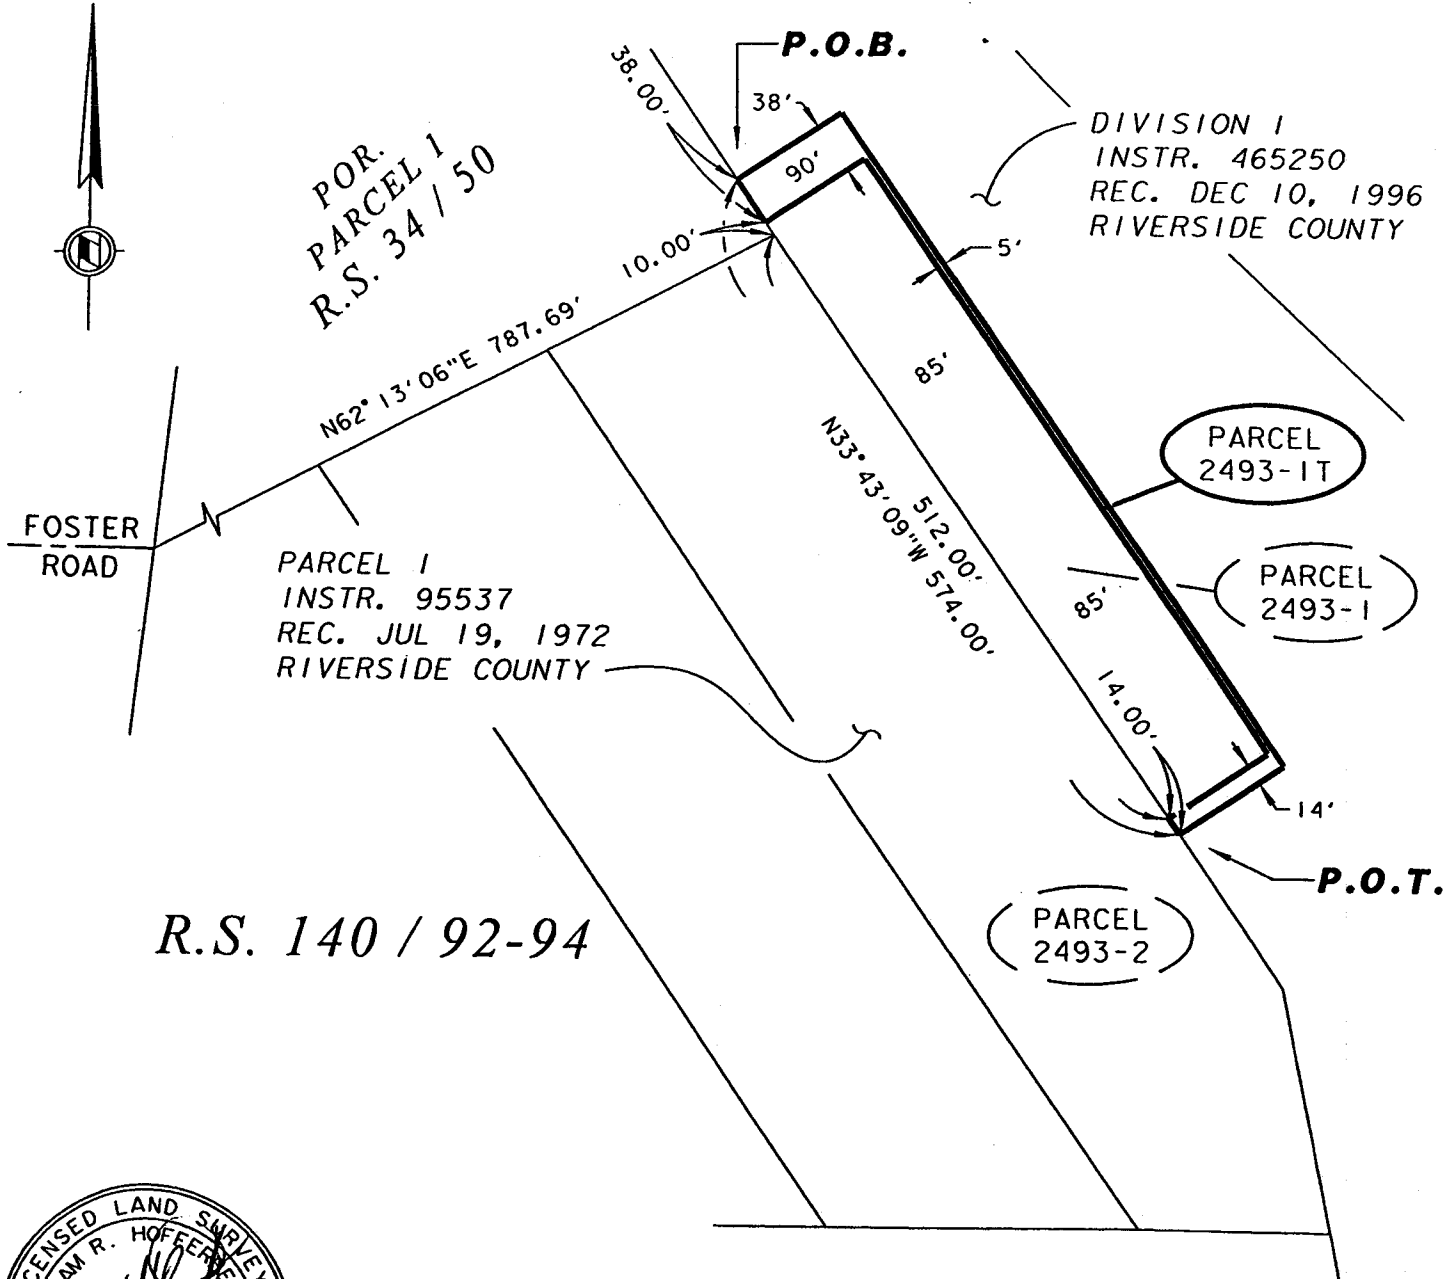 P.O.B.
38.00'
38'
90'
DIVISION 1
INSTR. 465250
REC. DEC 10, 1996
RIVERSIDE COUNTY
POR.
PARCEL 1
R.S. 34 / 50
10.00'
5'
N62°13'06"E 787.69'
85'
PARCEL
2493-1T
512.00'
N33°43'09"W 574.00'
FOSTER
ROAD
PARCEL 1
INSTR. 95537
REC. JUL 19, 1972
RIVERSIDE COUNTY
PARCEL
2493-1
85'
14.00'
14'
P.O.T.
R.S. 140 / 92-94
PARCEL
2493-2
LAND